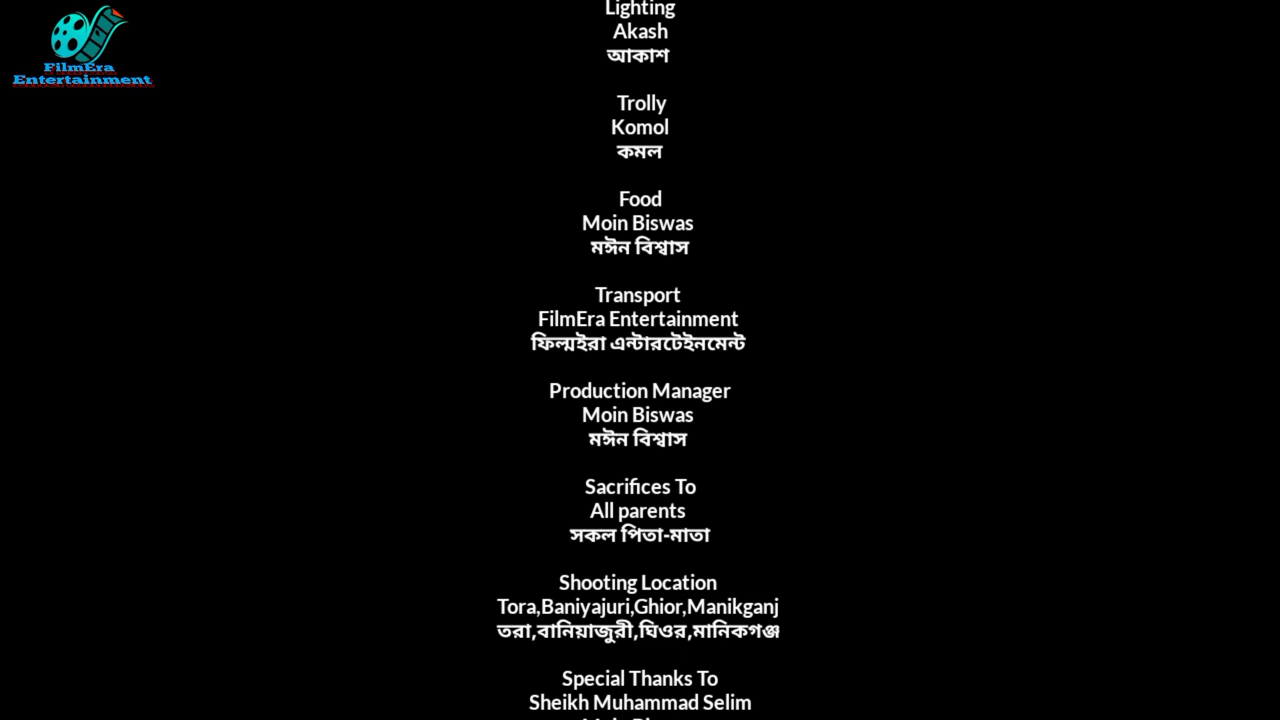 FilmEra
Entertainment
Lighting
Akash
আকাশ
Trolly
Komol
কমল
Food
Moin Biswas
মঈন বিশ্বাস
Transport
FilmEra Entertainment
ফিল্মইরা এন্টারটেইনমেন্ট
Production Manager
Moin Biswas
মঈন বিশ্বাস
Sacrifices To
All parents
সকল পিতা-মাতা
Shooting Location
Tora,Baniyajuri,Ghior,Manikganj
তরা,বানিয়াজুরী,ঘিওর,মানিকগঞ্জ
Special Thanks To
Sheikh Muhammad Selim